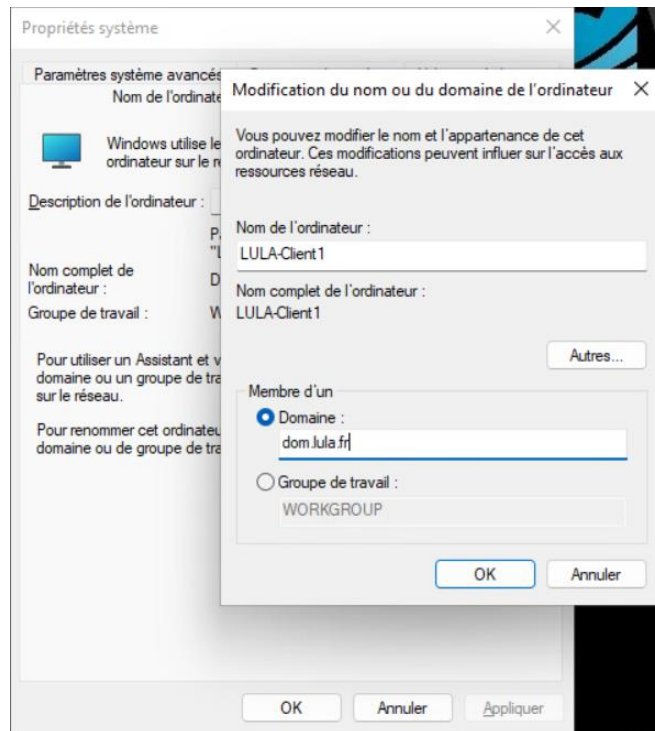 Propriétés système
Paramètres système avancés
Nom de l'ordinate
Windows utilise le
ordinateur sur le
Description de l'ordinateur :
Nom complet de
l'ordinateur :
D
Groupe de travail :
W
Pour utiliser un Assistant et
domaine ou un groupe de
sur le réseau.
Pour renommer cet
domaine ou de groupe de
Modification du nom ou du domaine de l'ordinateur
Vous pouvez modifier le nom et l'appartenance de cet
ordinateur. Ces modifications peuvent influer sur l'accès aux
ressources réseau.
Nom de l'ordinateur :
LULA-Client1
Nom complet de l'ordinateur :
LULA-Client1
Autres...
Membre d'un
Domaine :
dom.lula.fr
Groupe de travail :
WORKGROUP
OK
Annuler
OK
Annuler
Appliquer